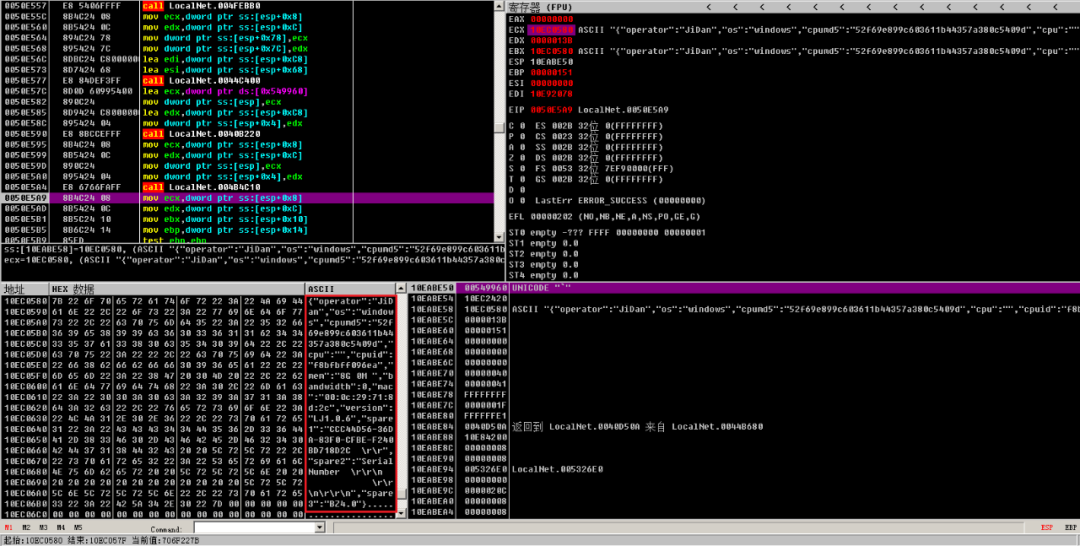 0050E557 E8 5406FFFF call LocalNet.004FEBB0
0050E55C 8B4C24 08 mov ecx,dword ptr ss:[esp+0x8]
0050E560 8B5424 0C mov edx,dword ptr ss:[esp+0xC]
0050E564 894C24 78 mov dword ptr ss:[esp+0x78],ecx
0050E568 895424 7C mov dword ptr ss:[esp+0x7C],edx
0050E56C 8DBC24 C8000000 lea edi,dword ptr ss:[esp+0xC8]
0050E573 8D7424 68 lea esi,dword ptr ss:[esp+0x68]
0050E577 E8 84DEF3FF call LocalNet.0044C400
0050E57C 8D0D 60995400 lea ecx,dword ptr ds:[0x549960]
0050E582 890C24 mov dword ptr ss:[esp],ecx
0050E585 8D9424 C8000000 lea edx,dword ptr ss:[esp+0xC8]
0050E58C 895424 04 mov dword ptr ss:[esp+0x4],edx
0050E590 E8 8BCCEFFF call LocalNet.0040B220
0050E595 8B4C24 08 mov ecx,dword ptr ss:[esp+0x8]
0050E599 8B5424 0C mov edx,dword ptr ss:[esp+0xC]
0050E59D 890C24 mov dword ptr ss:[esp],ecx
0050E5A0 895424 04 mov dword ptr ss:[esp+0x4],edx
0050E5A4 E8 6766FAFF call LocalNet.004B4C10
0050E5A9 8B4C24 08 mov ecx,dword ptr ss:[esp+0x8]
0050E5AD 8B5424 0C mov edx,dword ptr ss:[esp+0xC]
0050E5B1 8B5C24 10 mov ebx,dword ptr ss:[esp+0x10]
0050E5B5 8B6C24 14 mov ebp,dword ptr ss:[esp+0x14]
0050E5B9 85ED test ebp,ebp
ss:[10EABE58]=10EC0580, (ASCII "{"operator":"JiDan","os":"windows","cpumd5":"52f69e899c603611b
ecx=10EC0580, (ASCII "{"operator":"JiDan","os":"windows","cpumd5":"52f69e899c603611b44357a380c
寄存器 (FPU) < < < < < < < < < < <
EAX 00000000
ECX 10EC0580 ASCII "{"operator":"JiDan","os":"windows","cpumd5":"52f69e899c603611b44357a380c5409d","cpu":""
EDX 0000013B
EBX 10EC0580 ASCII "{"operator":"JiDan","os":"windows","cpumd5":"52f69e899c603611b44357a380c5409d","cpu":""
ESP 10EABE50
EBP 00000151
ESI 00000000
EDI 10E92070
EIP 0050E5A9 LocalNet.0050E5A9
C 0 ES 002B 32位 0(FFFFFFFF)
P 0 CS 0023 32位 0(FFFFFFFF)
A 0 SS 002B 32位 0(FFFFFFFF)
Z 0 DS 002B 32位 0(FFFFFFFF)
S 0 FS 0053 32位 7EF90000(FFF)
T 0 GS 002B 32位 0(FFFFFFFF)
D 0
O 0 LastErr ERROR_SUCCESS (00000000)
EFL 00000202 (NO,NB,NE,A,NS,PO,GE,G)
ST0 empty -??? FFFF 00000000 00000001
ST1 empty 0.0
ST2 empty 0.0
ST3 empty 0.0
ST4 empty 0.0
地址 HEX 数据 ASCII
10EC0580 7B 22 6F 70 65 72 61 74 6F 72 22 3A 22 4A 69 44 {"operator":"JiD
10EC0590 61 6E 22 2C 22 6F 73 22 3A 22 77 69 6E 64 6F 77 an","os":"window
10EC05A0 73 22 2C 22 63 70 75 6D 64 35 22 3A 22 35 32 66 s","cpumd5":"52f
10EC05B0 36 39 65 38 39 39 63 36 30 33 36 31 31 62 34 34 69e899c603611b44
10EC05C0 33 35 37 61 33 38 30 63 35 34 30 39 64 22 2C 22 357a380c5409d","
10EC05D0 63 70 75 22 3A 22 22 2C 22 63 70 75 69 64 22 3A cpu":"","cpuid":
10EC05E0 22 66 38 62 66 62 66 66 30 39 36 65 61 22 2C 22 "f8bfbff096ea","
10EC05F0 6D 65 6D 22 3A 22 38 47 20 30 4D 20 22 2C 22 62 mem":"8G 0M ","b
10EC0600 61 6E 64 77 69 64 74 68 22 3A 30 2C 22 6D 61 63 andwidth":0,"mac
10EC0610 22 3A 22 30 30 3A 30 63 3A 32 39 3A 37 31 3A 38 ":"00:0c:29:71:8
10EC0620 64 3A 32 63 22 2C 22 76 65 72 73 69 6F 6E 22 3A d:2c","version":
10EC0630 22 4C 4A 31 2E 30 2E 36 22 2C 22 73 70 61 72 65 "LJ1.0.6","spare
10EC0640 31 22 3A 22 43 43 43 34 34 44 35 36 2D 33 36 44 1":"CCC44D56-36D
10EC0650 41 2D 38 33 46 30 2D 43 46 42 45 2D 46 32 34 30 A-83F0-CFBE-F240
10EC0660 42 44 37 31 38 44 32 43 20 20 5C 72 5C 72 22 2C BD718D2C  \r\r",
10EC0670 22 73 70 61 72 65 32 22 3A 22 53 65 72 69 61 6C "spare2":"Serial
10EC0680 4E 75 6D 62 65 72 20 20 5C 72 5C 72 5C 6E 20 20 Number  \r\r\n
10EC0690 20 20 20 20 20 20 20 20 20 20 20 20 5C 72 5C 72 \r\r
10EC06A0 5C 6E 5C 72 5C 72 5C 6E 22 2C 22 73 70 61 72 65 \n\r\r\n","spare
10EC06B0 33 22 3A 22 42 5A 34 2E 30 22 7D 00 00 00 00 00 3":"BZ4.0"}.....
10EC06C0 00 00 00 00 00 00 00 00 00 00 00 00 00 00 00 00 ................
10EABE50 00549960 UNICODE "`"
10EABE54 10EC2420
10EABE58 10EC0580 ASCII "{"operator":"JiDan","os":"windows","cpumd5":"52f69e899c603611b44357a380c5409d","cpu":"","cpuid":"f8b
10EABE5C 0000013B
10EABE60 00000151
10EABE64 00000000
10EABE68 00000000
10EABE6C 00000000
10EABE70 00000040
10EABE74 00000041
10EABE78 FFFFFFFF
10EABE7C 0000001F
10EABE80 FFFFFFE1
10EABE84 0040D50A 返回到 LocalNet.0040D50A 来自 LocalNet.0044B680
10EABE88 10E84200
10EABE8C 00000008
10EABE90 00000000
10EABE94 005326E0 LocalNet.005326E0
10EABE98 00000000
10EABE9C 0000020C
10EABEA0 00000008
10EABEA4 00000000
M1 M2 M3 M4 M5 Command: ESP EBP
起始:10EC0580 结束:10EC057F 当前值:706F227B